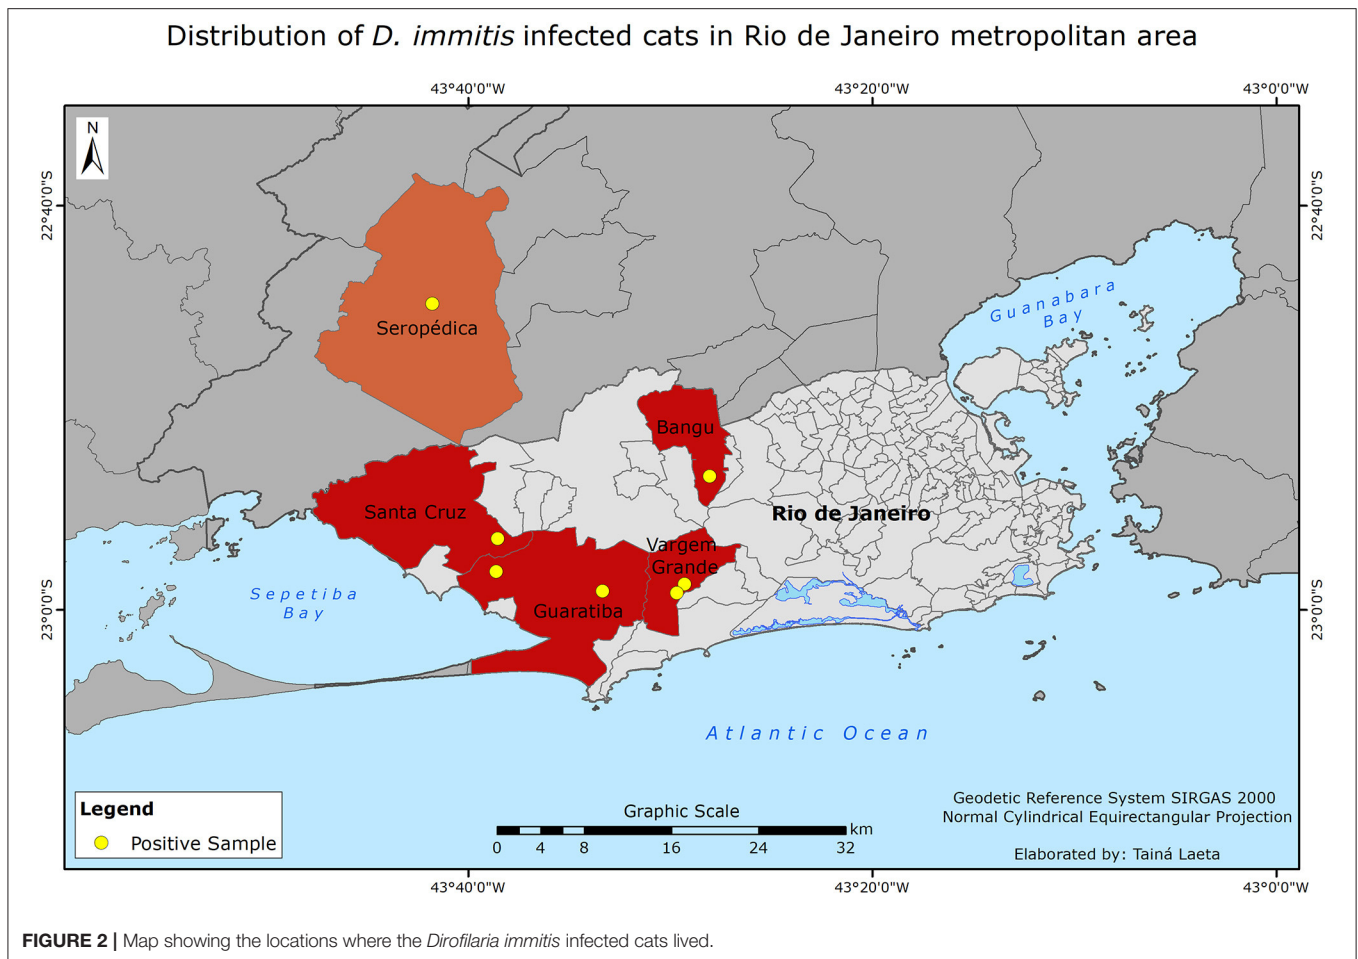 Distribution of D. immitis infected cats in Rio de Janeiro metropolitan area
43°40'0"W
43°20'0"W
43°0'0"W
N
22°40'0"S
22°40'0"S
Guanabara
Bay
Seropédica
Bangu
Santa Cruz
Rio de Janeiro
Vargem
Grande
Sepetiba
Bay
Guaratiba
23°0'0"S
23°0'0"S
Atlantic Ocean
Legend
Positive Sample
Graphic Scale
km
0 4 8 16 24 32
Geodetic Reference System SIRGAS 2000
Normal Cylindrical Equirectangular Projection
Elaborated by: Tainá Laeta
43°40'0"W
43°20'0"W
43°0'0"W
FIGURE 2 | Map showing the locations where the Dirofilaria immitis infected cats lived.